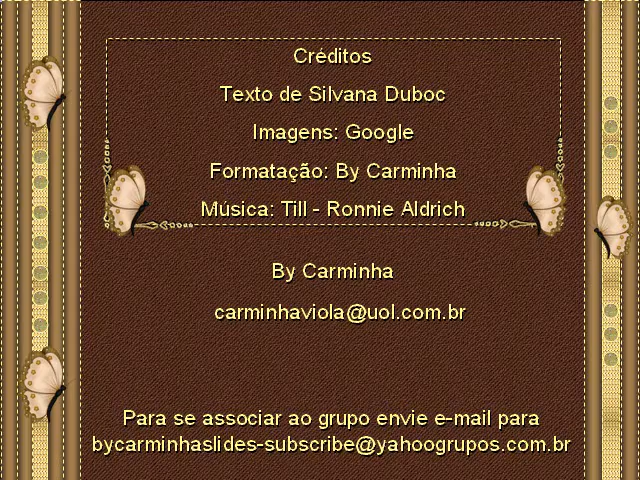 Créditos
Texto de Silvana Duboc
Imagens: Google
Formatação: By Carminha
Música: Till - Ronnie Aldrich
By Carminha
carminhaviola@uol.com.br
Para se associar ao grupo envie e-mail para
bycarminhaslides-subscribe@yahoogrupos.com.br